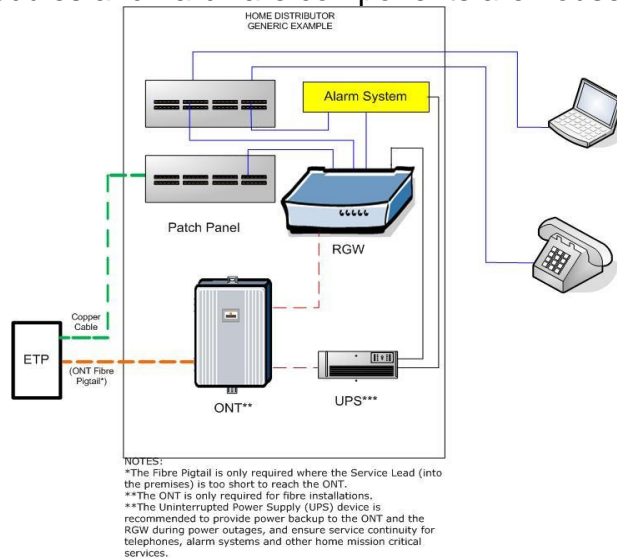 HOME DISTRIBUTOR
GENERIC EXAMPLE
Alarm System
Patch Panel
RGW
Copper
Cable
ETP
(ONT Fibre
Pigtail*)
ONT**
UPS***
NOTES:
*The Fibre Pigtail is only required where the Service Lead (into
the premises) is too short to reach the ONT.
**The ONT is only required for fibre installations.
**The Uninterrupted Power Supply (UPS) device is
recommended to provide power backup to the ONT and the
RGW during power outages, and ensure service continuity for
telephones, alarm systems and other home mission critical
services.